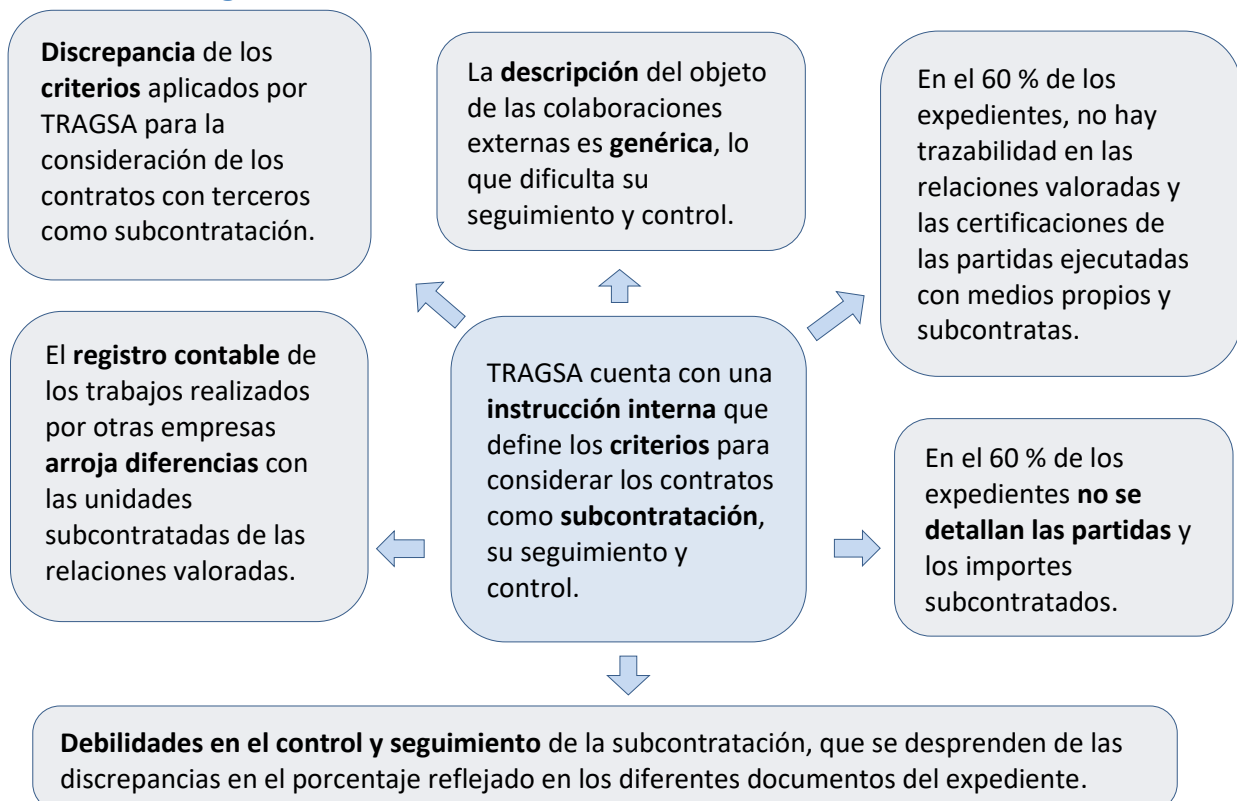 Discrepancia de los
criterios aplicados por
TRAGSA para la
consideración de los
contratos con terceros
como subcontratación.
La descripción del objeto
de las colaboraciones
externas es genérica, lo
que dificulta su
seguimiento y control.
En el 60 % de los
expedientes, no hay
trazabilidad en las
relaciones valoradas y
las certificaciones de
las partidas ejecutadas
con medios propios y
subcontratas.
El registro contable de
los trabajos realizados
por otras empresas
arroja diferencias con
las unidades
subcontratadas de las
relaciones valoradas.
TRAGSA cuenta con una
instrucción interna que
define los criterios para
considerar los contratos
como subcontratación,
su seguimiento y
control.
En el 60 % de los
expedientes no se
detallan las partidas y
los importes
subcontratados.
Debilidades en el control y seguimiento de la subcontratación, que se desprenden de las
discrepancias en el porcentaje reflejado en los diferentes documentos del expediente.